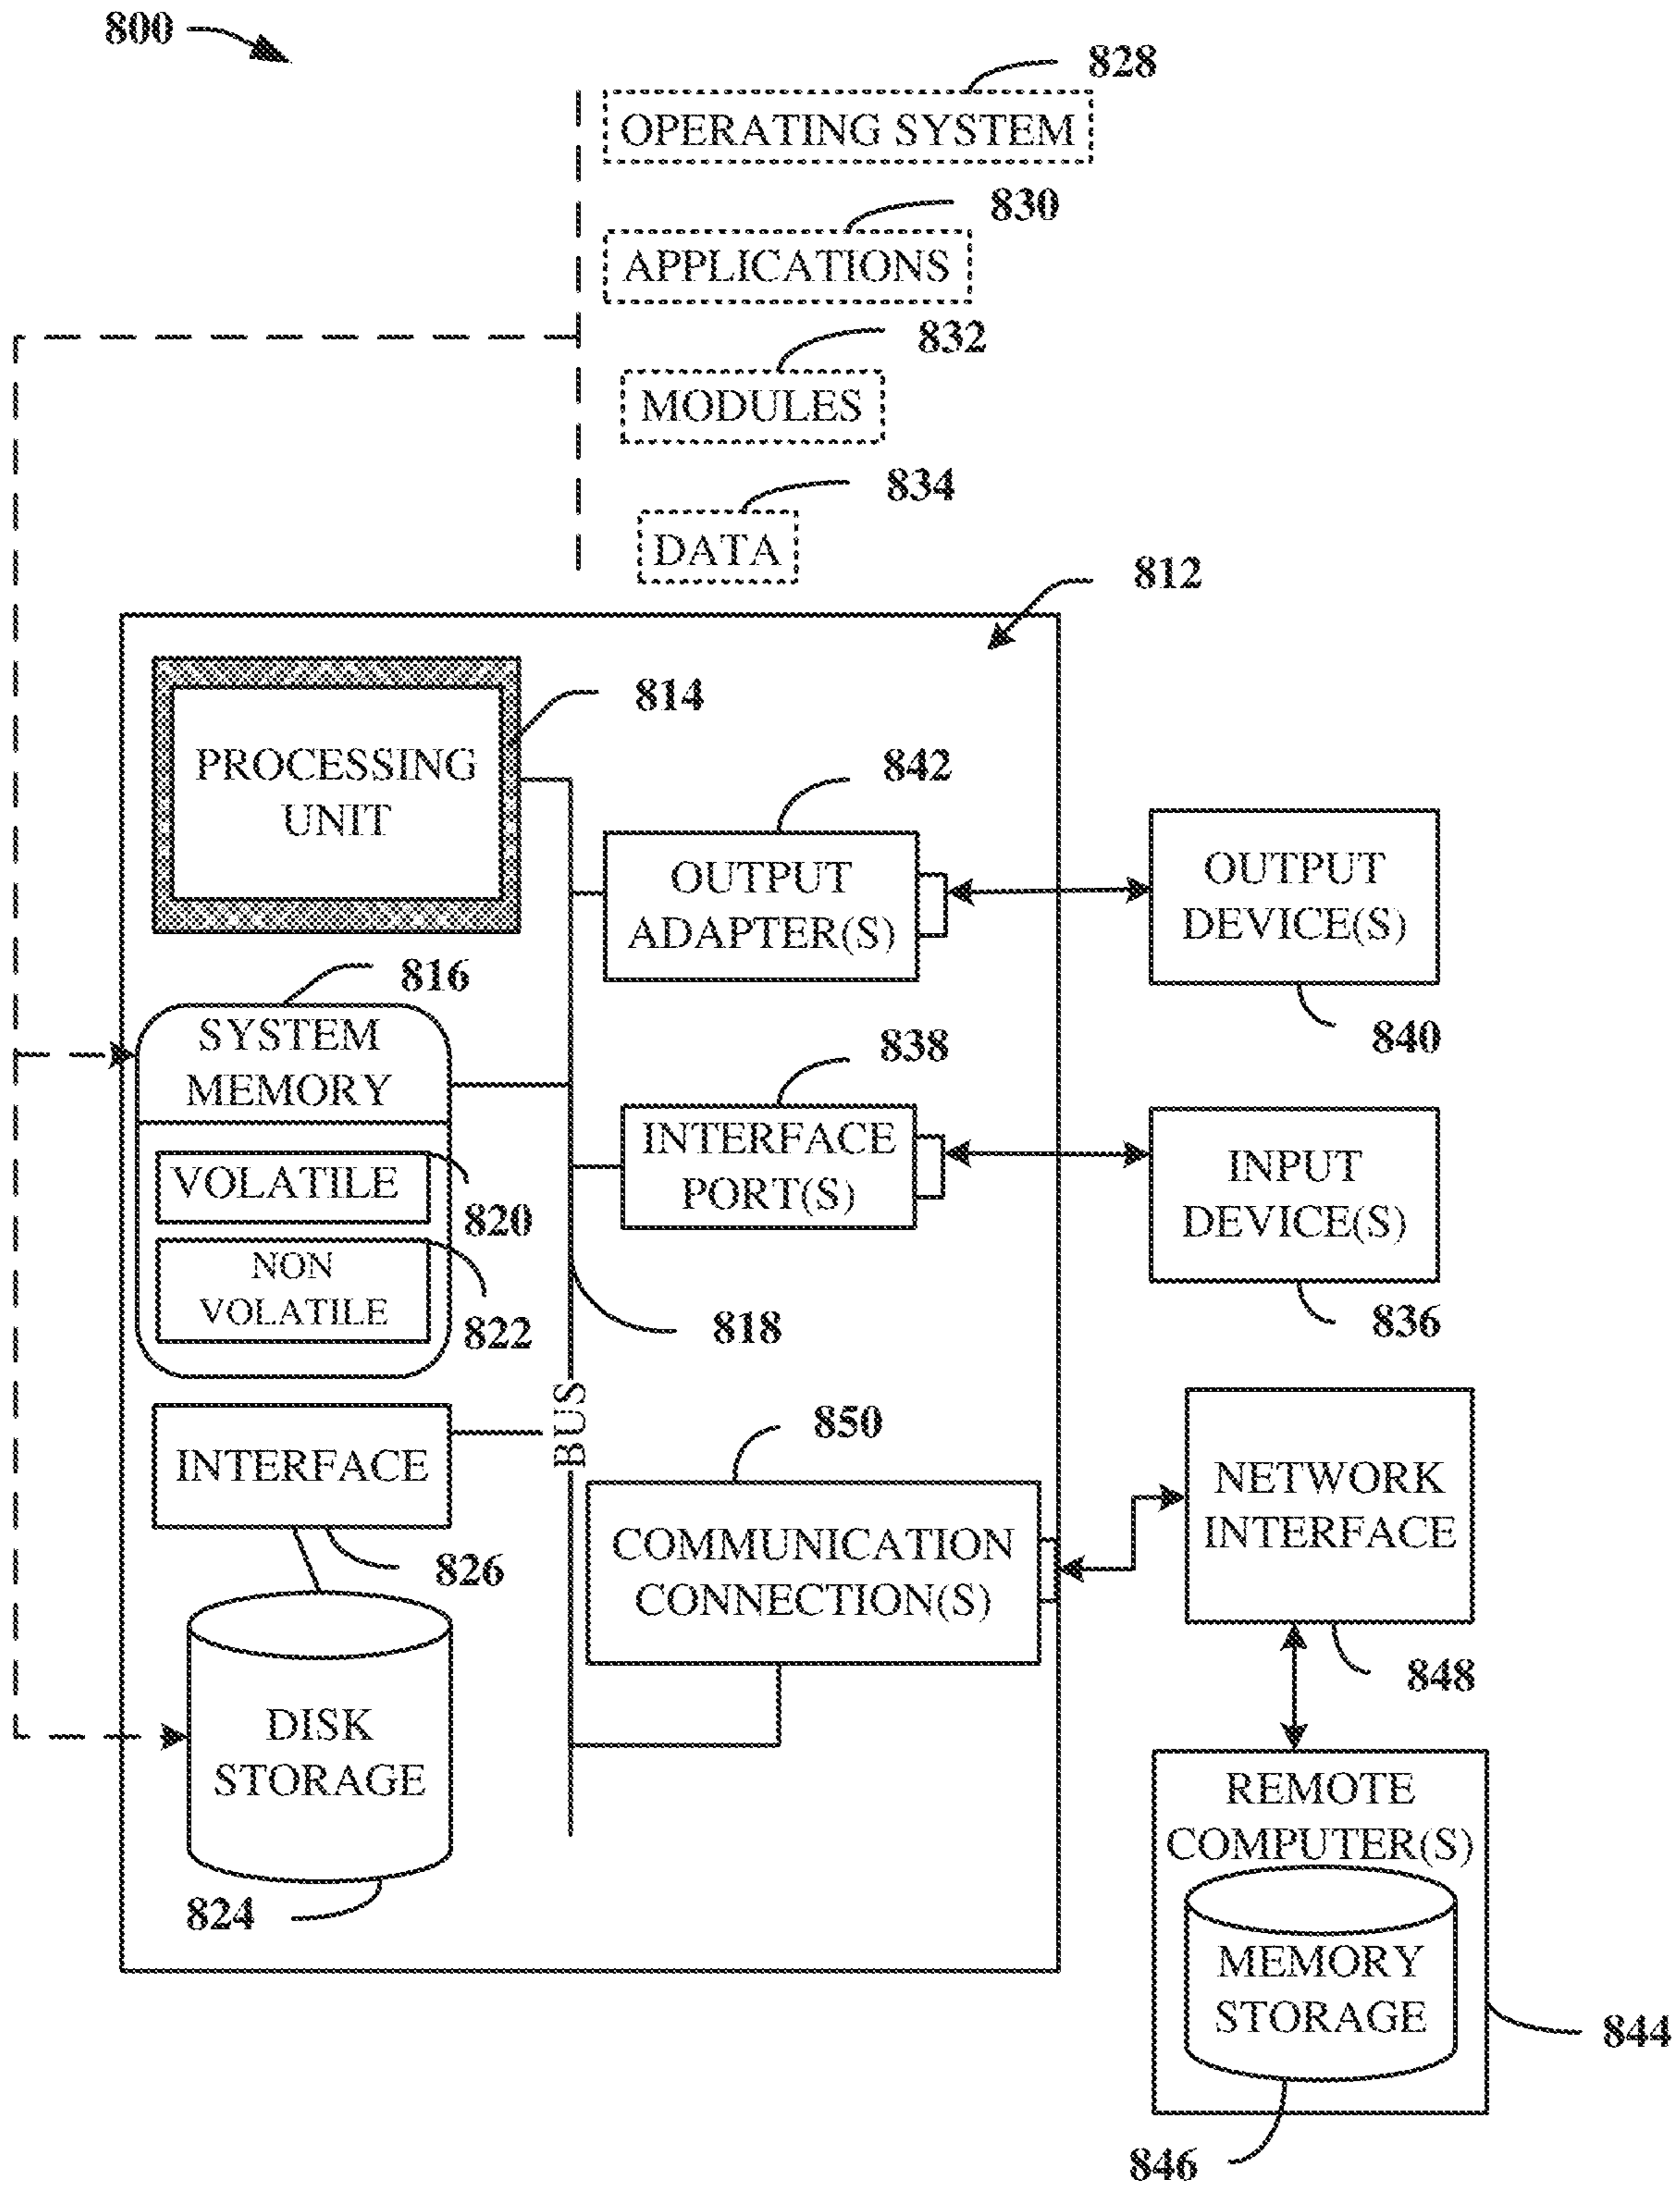 800
828
OPERATING SYSTEM
830
APPLICATIONS
832
MODULES
834
DATA
812
814
PROCESSING
UNIT
842
OUTPUT
ADAPTER(S)
OUTPUT
DEVICE(S)
840
816
SYSTEM
MEMORY
VOLATILE
820
NON
VOLATILE
822
838
INTERFACE
PORT(S)
INPUT
DEVICE(S)
836
818
BUS
INTERFACE
826
850
COMMUNICATION
CONNECTION(S)
NETWORK
INTERFACE
848
DISK
STORAGE
824
REMOTE
COMPUTER(S)
MEMORY
STORAGE
844
846